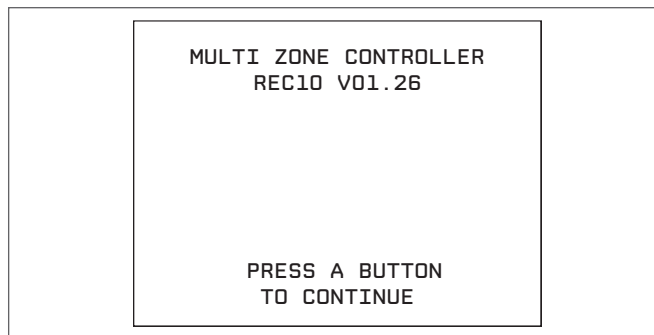 MULTI ZONE CONTROLLER
REC10 V01.26
PRESS A BUTTON
TO CONTINUE